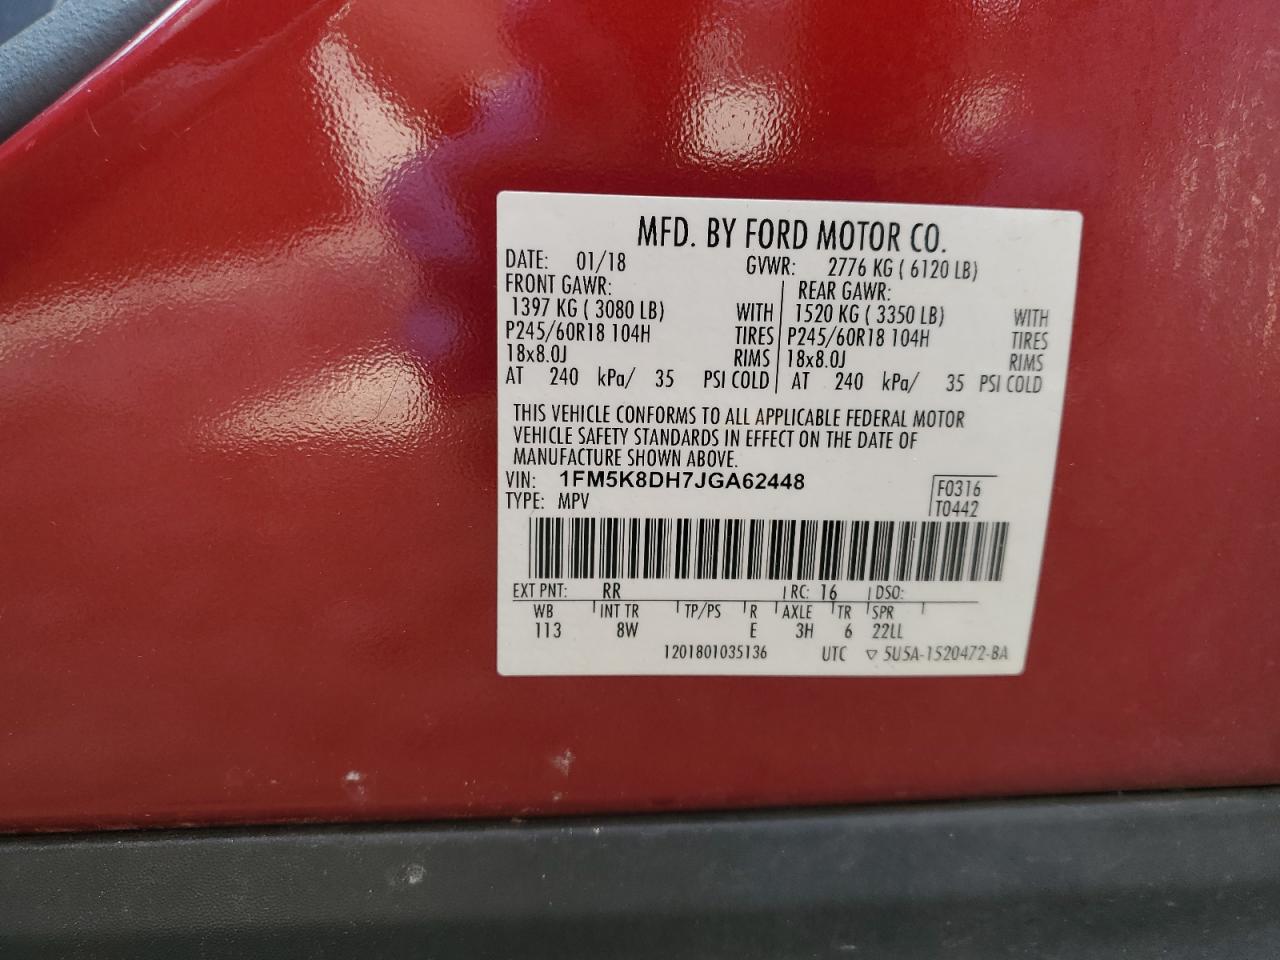 MFD. BY FORD MOTOR CO.
DATE: 01/18 GVWR: 2776 KG ( 6120 LB)
FRONT GAWR: REAR GAWR:
1397 KG ( 3080 LB) WITH 1520 KG ( 3350 LB) WITH
P245/60R18 104H TIRES P245/60R18 104H TIRES
18x8.0J RIMS 18x8.0J RIMS
AT 240 kPa/ 35 PSI COLD AT 240 kPa/ 35 PSI COLD
THIS VEHICLE CONFORMS TO ALL APPLICABLE FEDERAL MOTOR
VEHICLE SAFETY STANDARDS IN EFFECT ON THE DATE OF
MANUFACTURE SHOWN ABOVE.
VIN: 1FM5K8DH7JGA62448 F0316
TYPE: MPV T0442
EXT PNT: RR RC: 16 DSO:
WB INT TR TP/PS R AXLE TR SPR
113 8W E 3H 6 22LL
1201801035136 UTC ▽ 5U5A-1520472-BA